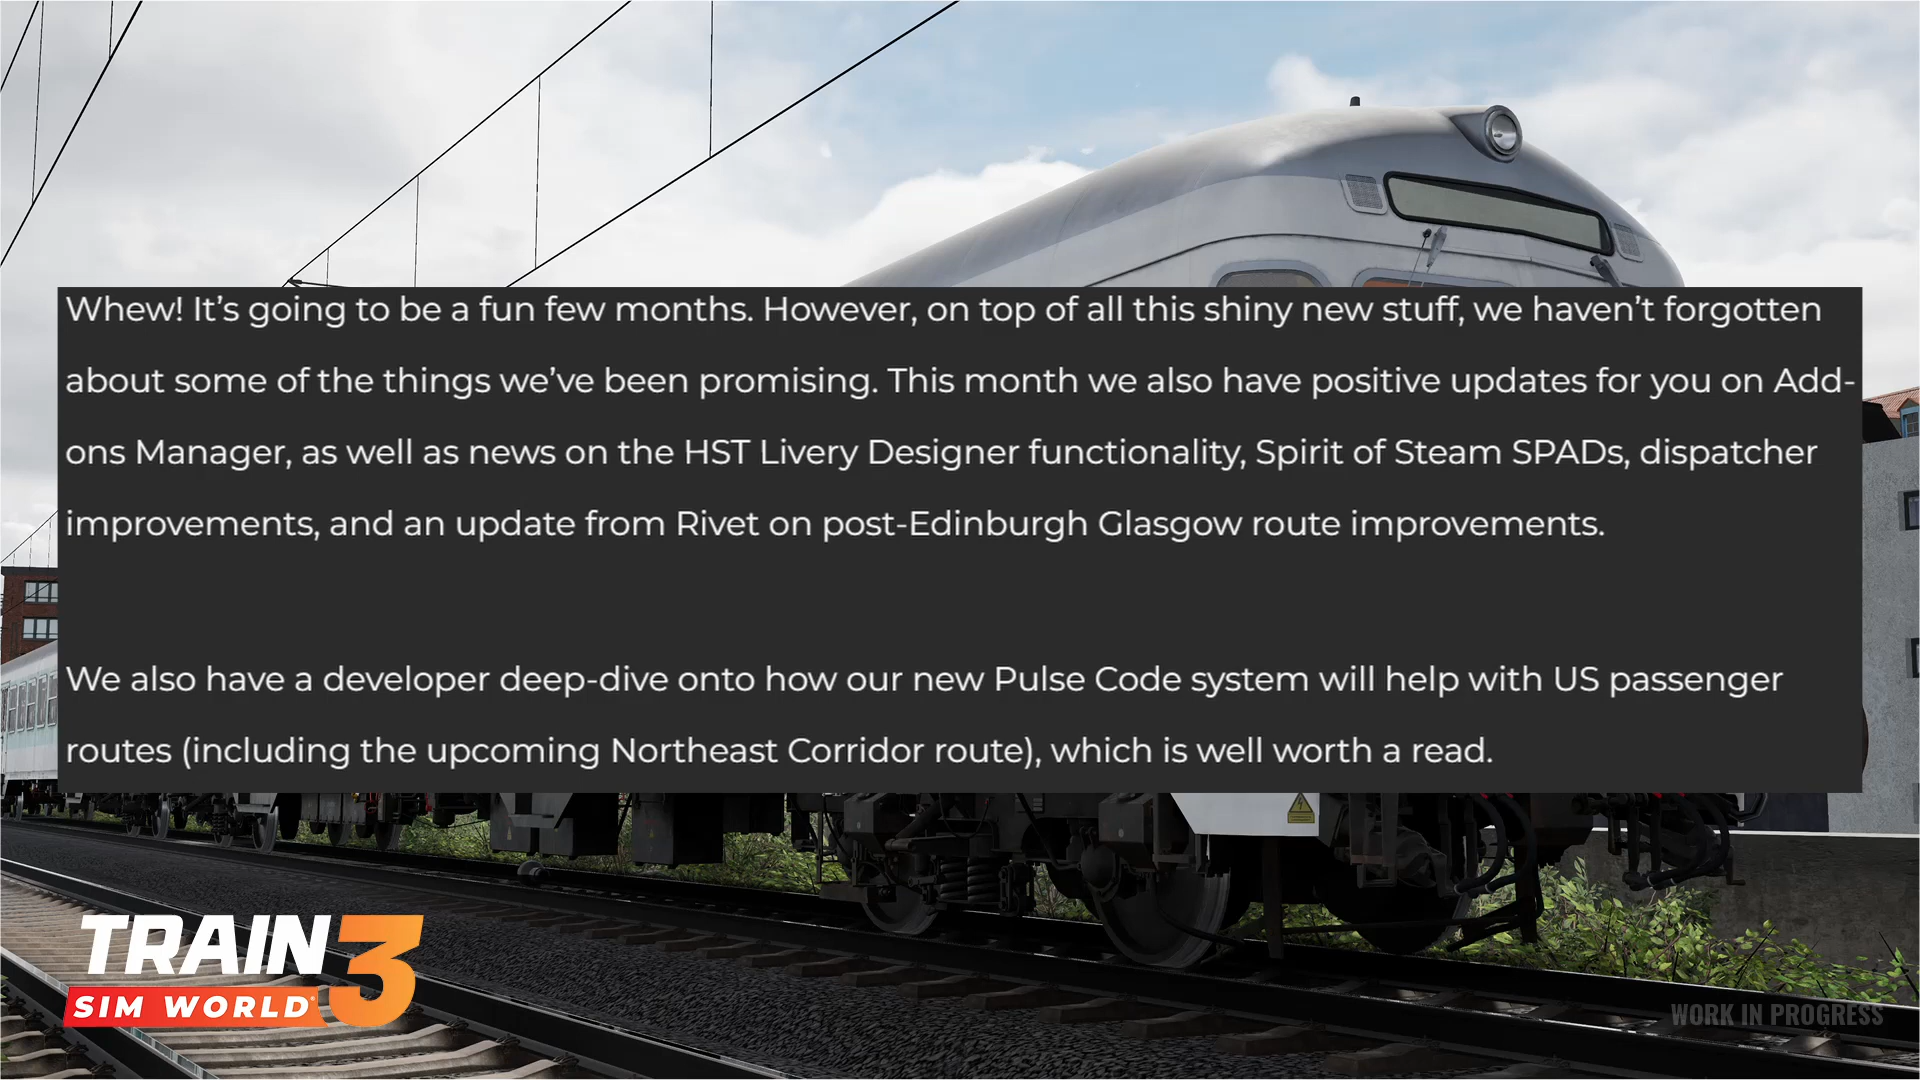 Whew! It’s going to be a fun few months. However, on top of all this shiny new stuff, we haven’t forgotten
about some of the things we’ve been promising. This month we also have positive updates for you on Add-
ons Manager, as well as news on the HST Livery Designer functionality, Spirit of Steam SPADs, dispatcher
improvements, and an update from Rivet on post-Edinburgh Glasgow route improvements.
We also have a developer deep-dive onto how our new Pulse Code system will help with US passenger
routes (including the upcoming Northeast Corridor route), which is well worth a read.
TRAIN 3
SIM WORLD®
WORK IN PROGRESS